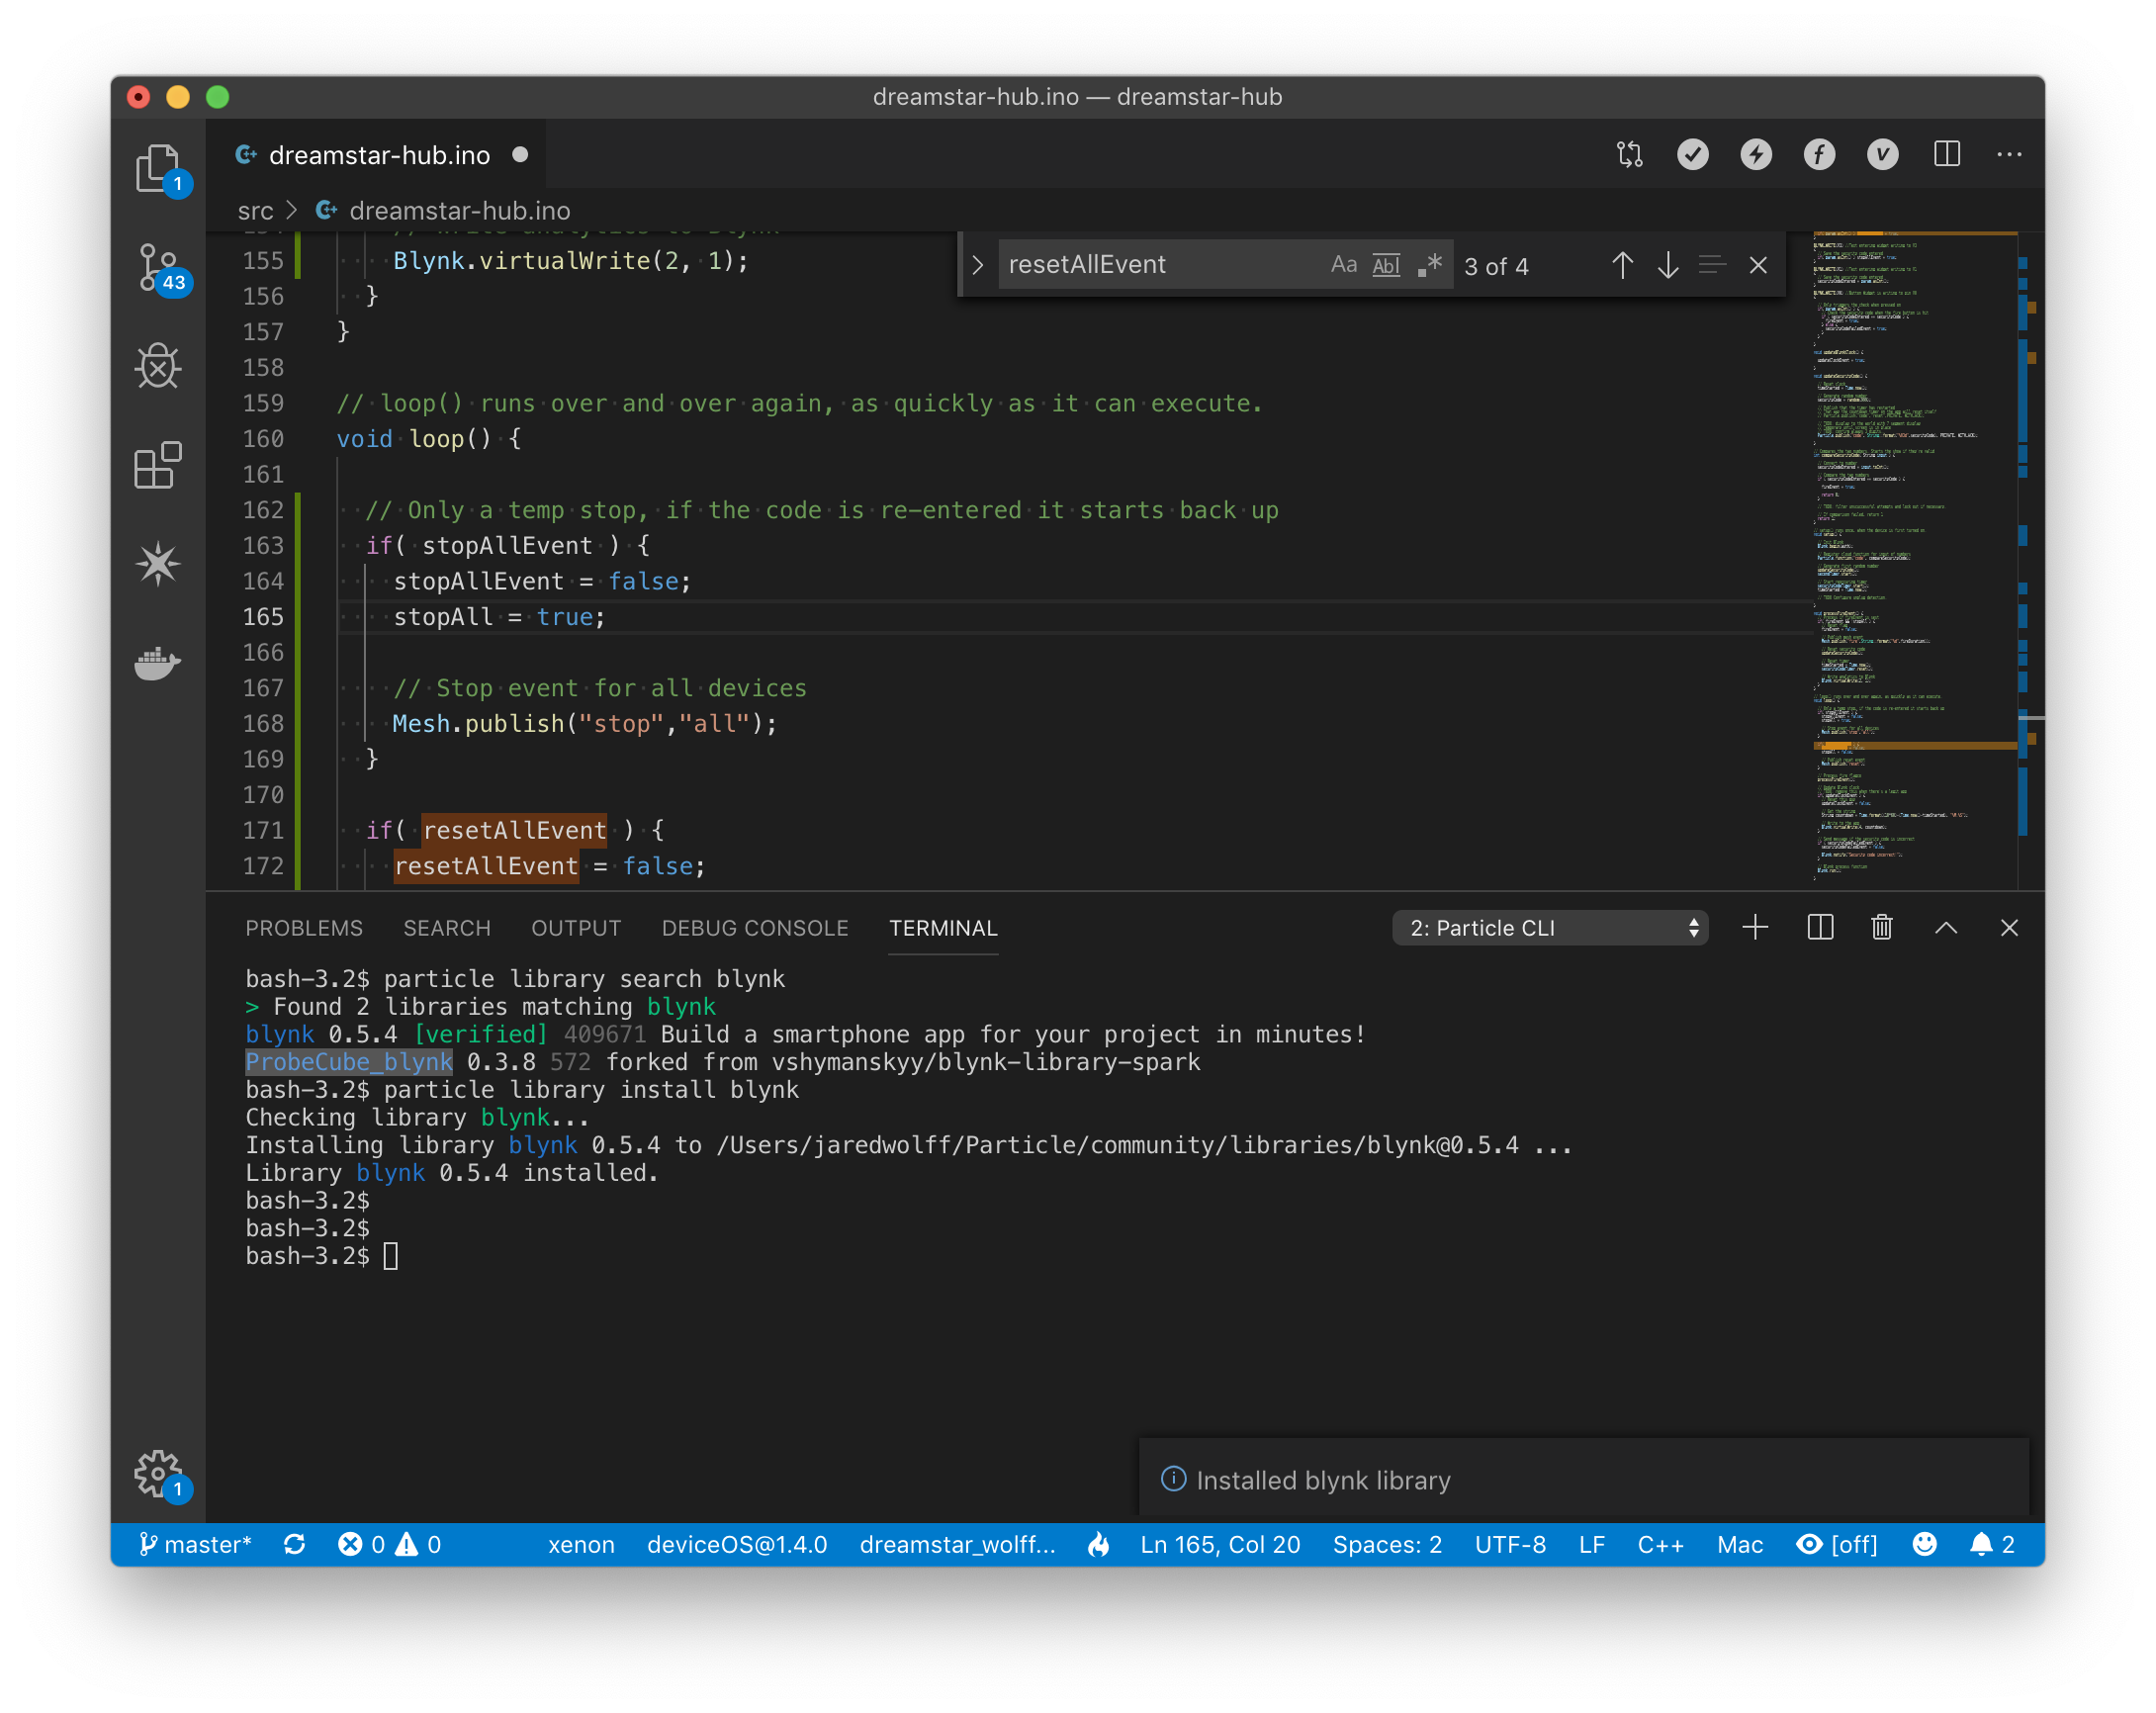 dreamstar-hub.ino — dreamstar-hub
dreamstar-hub.ino
src > dreamstar-hub.ino
155 Blynk.virtualWrite(2, 1);
156 }
157 }
158
159 // loop() runs over and over again, as quickly as it can execute.
160 void loop() {
161
162 // Only a temp stop, if the code is re-entered it starts back up
163 if( stopAllEvent ) {
164 stopAllEvent = false;
165 stopAll = true;
166
167 // Stop event for all devices
168 Mesh.publish("stop","all");
169 }
170
171 if( resetAllEvent ) {
172 resetAllEvent = false;
resetAllEvent Aa Abl .* 3 of 4
1
43
1
PROBLEMS SEARCH OUTPUT DEBUG CONSOLE TERMINAL 2: Particle CLI
bash-3.2$ particle library search blynk
> Found 2 libraries matching blynk
blynk 0.5.4 [verified] 409671 Build a smartphone app for your project in minutes!
ProbeCube_blynk 0.3.8 572 forked from vshymanskyy/blynk-library-spark
bash-3.2$ particle library install blynk
Checking library blynk...
Installing library blynk 0.5.4 to /Users/jaredwolff/Particle/community/libraries/blynk@0.5.4 ...
Library blynk 0.5.4 installed.
bash-3.2$
bash-3.2$
bash-3.2$
Installed blynk library
master* 0 0 xenon deviceOS@1.4.0 dreamstar_wolff... Ln 165, Col 20 Spaces: 2 UTF-8 LF C++ Mac [off] 2